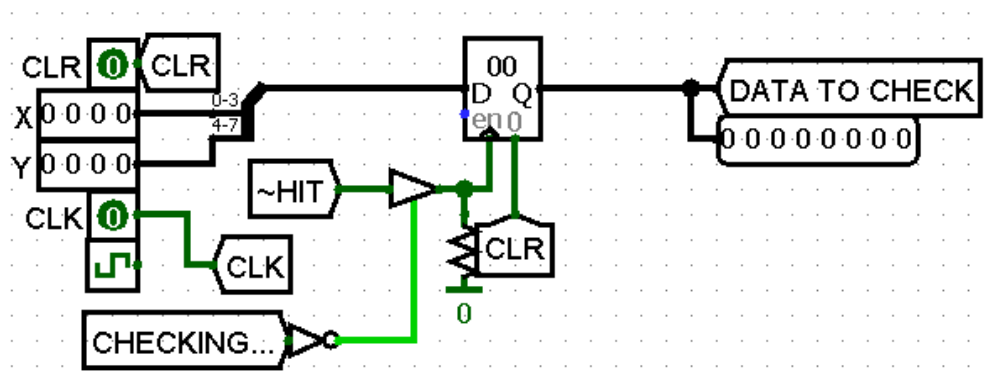 CLR 0 CLR
X 0 0 0 0
0-3
4-7
Y 0 0 0 0
CLK 0
CLK
~HIT
CHECKING...
00
D Q
en 0
CLR
0
DATA TO CHECK
0 0 0 0 0 0 0 0